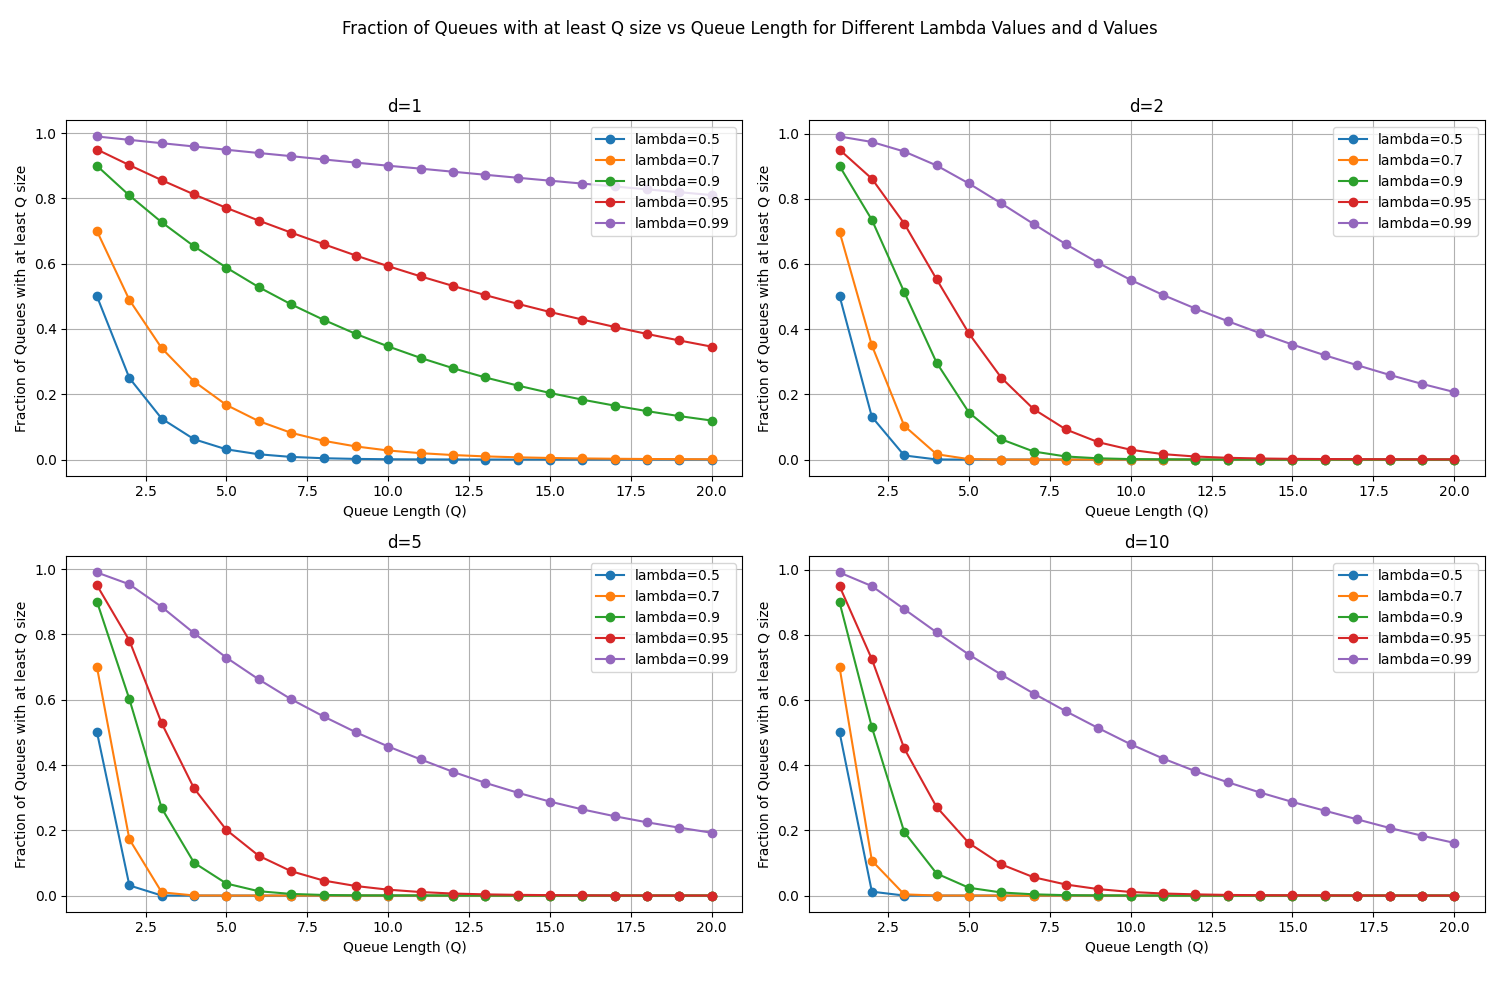 Fraction of Queues with at least Q size vs Queue Length for Different Lambda Values and d Values
d=1
Fraction of Queues with at least Q size
1.0
0.8
0.6
0.4
0.2
0.0
2.5 5.0 7.5 10.0 12.5 15.0 17.5 20.0
Queue Length (Q)
lambda=0.5
lambda=0.7
lambda=0.9
lambda=0.95
lambda=0.99
d=2
Fraction of Queues with at least Q size
1.0
0.8
0.6
0.4
0.2
0.0
2.5 5.0 7.5 10.0 12.5 15.0 17.5 20.0
Queue Length (Q)
lambda=0.5
lambda=0.7
lambda=0.9
lambda=0.95
lambda=0.99
d=5
Fraction of Queues with at least Q size
1.0
0.8
0.6
0.4
0.2
0.0
2.5 5.0 7.5 10.0 12.5 15.0 17.5 20.0
Queue Length (Q)
lambda=0.5
lambda=0.7
lambda=0.9
lambda=0.95
lambda=0.99
d=10
Fraction of Queues with at least Q size
1.0
0.8
0.6
0.4
0.2
0.0
2.5 5.0 7.5 10.0 12.5 15.0 17.5 20.0
Queue Length (Q)
lambda=0.5
lambda=0.7
lambda=0.9
lambda=0.95
lambda=0.99